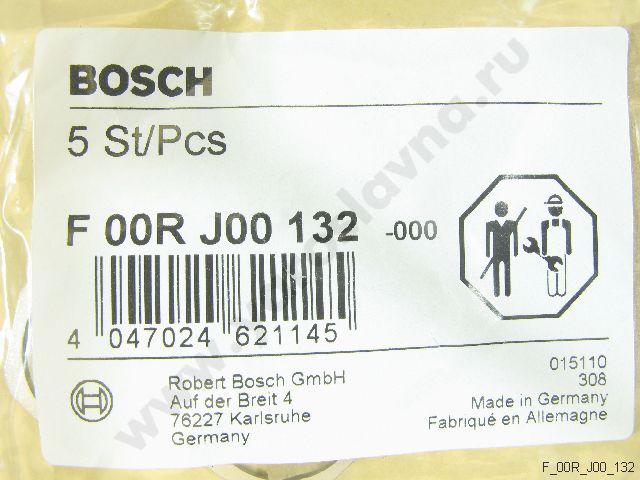 BOSCH
5 St/Pcs
F 00R J00 132 -000
4 047024 621145
Robert Bosch GmbH
Auf der Breit 4
76227 Karlsruhe
Germany
015110
308
Made in Germany
Fabriqué en Allemagne
F_00R_J00_132